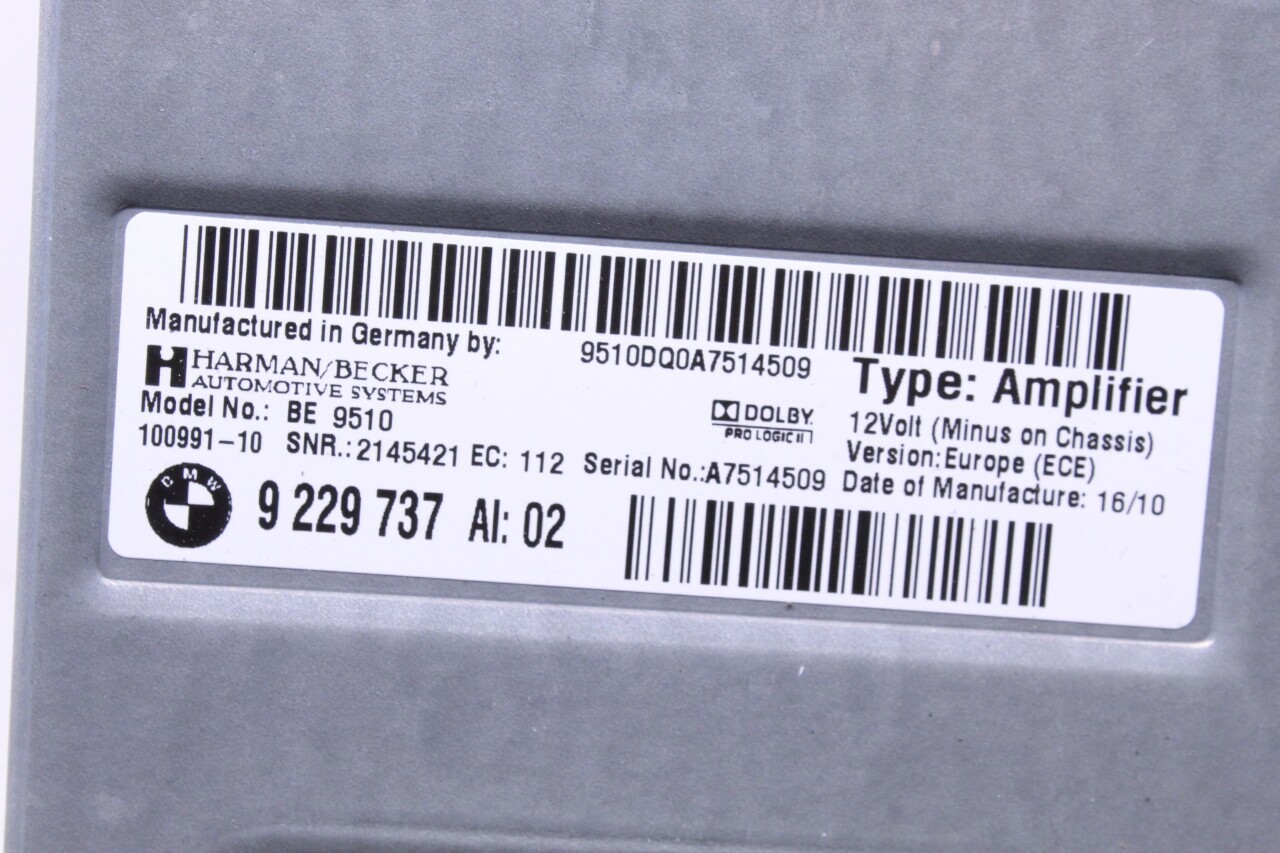 Manufactured in Germany by:
9510DQ0A7514509
HARMAN/BECKER
AUTOMOTIVE SYSTEMS
Type: Amplifier
Model No.: BE 9510
DOLBY
PRO LOGIC II
12Volt (Minus on Chassis)
100991-10 SNR.: 2145421 EC: 112 Serial No.:A7514509
Version: Europe (ECE)
Date of Manufacture: 16/10
BMW
9 229 737 AI: 02